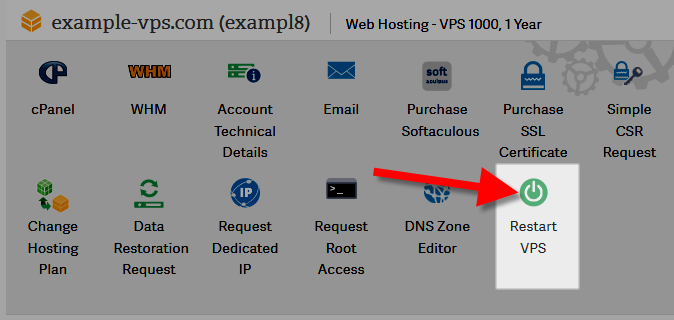 example-vps.com (exampl8)
Web Hosting - VPS 1000, 1 Year
cPanel
WHM
WHM
Account
Technical
Details
Email
soft
aculous
Purchase
Softaculous
Purchase
SSL
Certificate
Simple
CSR
Request
Change
Hosting
Plan
Data
Restoration
Request
IP
Request
Dedicated
IP
>_
Request
Root
Access
DNS Zone
Editor
Restart
VPS